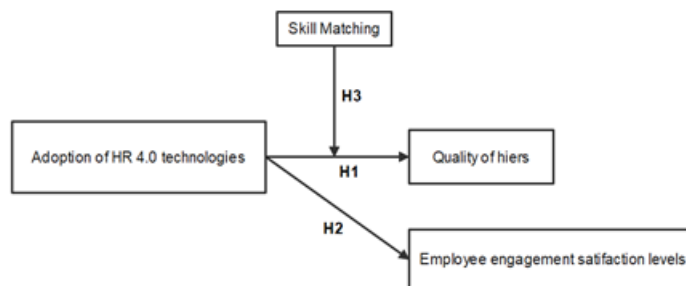 Skill Matching
H3
Adoption of HR 4.0 technologies
Quality of hiers
H1
H2
Employee engagement satifaction levels